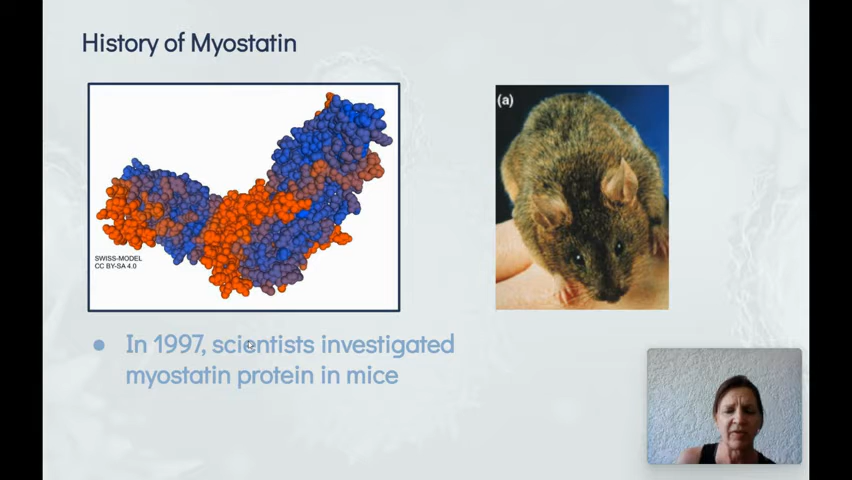 History of Myostatin
(a)
SWISS-MODEL
CC BY-SA 4.0
In 1997, scientists investigated
myostatin protein in mice